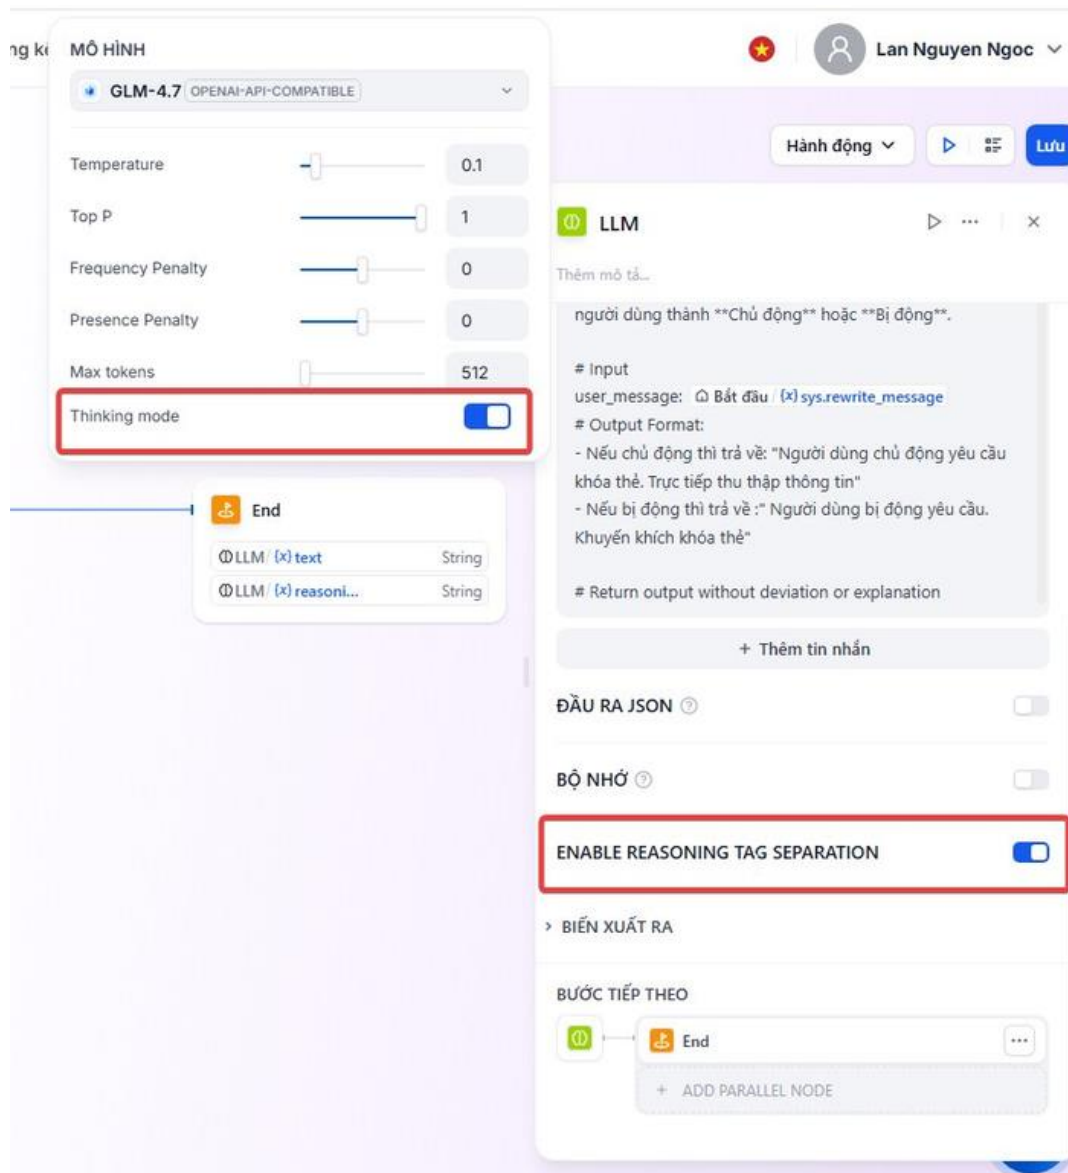 MÔ HÌNH
GLM-4.7 OPENAI-API-COMPATIBLE
Temperature 0.1
Top P 1
Frequency Penalty 0
Presence Penalty 0
Max tokens 512
Thinking mode
Lan Nguyen Ngoc
Hành động
Lưu
LLM
Thêm mô tả...
người dùng thành **Chủ động** hoặc **Bị động**.
# Input
user_message: Bắt đầu / {x} sys.rewrite_message
# Output Format:
- Nếu chủ động thì trả về: "Người dùng chủ động yêu cầu
khóa thẻ. Trực tiếp thu thập thông tin"
- Nếu bị động thì trả về :" Người dùng bị động yêu cầu.
Khuyến khích khóa thẻ"
# Return output without deviation or explanation
+ Thêm tin nhắn
ĐẦU RA JSON
BỘ NHỚ
ENABLE REASONING TAG SEPARATION
> BIẾN XUẤT RA
BƯỚC TIẾP THEO
End
+ ADD PARALLEL NODE
End
LLM / {x} text String
LLM / {x} reasoni... String